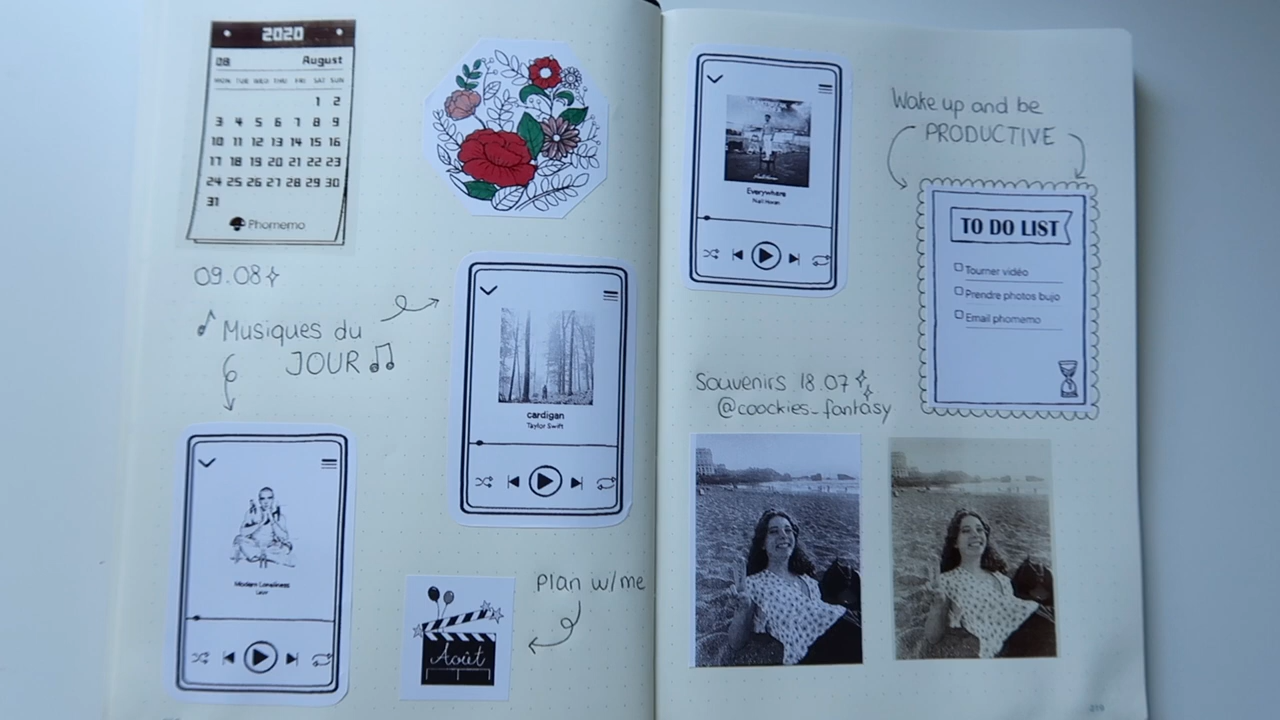 2020
08 August
MON TUE WED THU FRI SAT SUN
1 2
3 4 5 6 7 8 9
10 11 12 13 14 15 16
17 18 19 20 21 22 23
24 25 26 27 28 29 30
31
Phomemo
09.08
Musiques du
JOUR
cardigan
Taylor Swift
Modern Loneliness
Lauv
Plan w/me
Août
Everywhere
Niall Horan
Wake up and be
PRODUCTIVE
TO DO LIST
Tourner vidéo
Prendre photos bujo
Email phomemo
Souvenirs 18.07
@coockies_fantasy
219